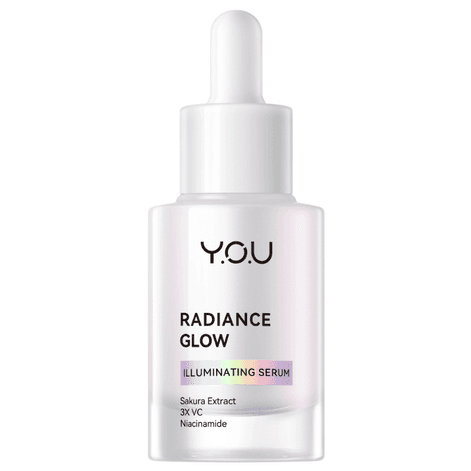 Y.O.U
RADIANCE
GLOW
ILLUMINATING SERUM
Sakura Extract
3X VC
Niacinamide